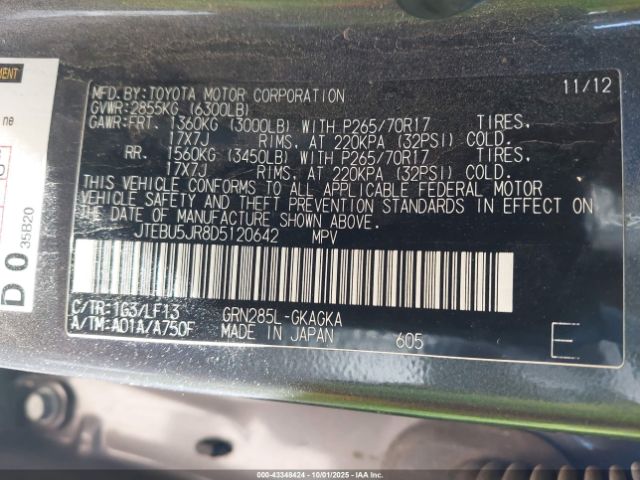 MFD.BY:TOYOTA MOTOR CORPORATION 11/12
GVWR:2855KG (6300LB)
GAWR:FRT. 1360KG (3000LB) WITH P265/70R17 TIRES,
17X7J RIMS, AT 220KPA (32PSI) COLD.
RR. 1560KG (3450LB) WITH P265/70R17 TIRES,
17X7J RIMS, AT 220KPA (32PSI) COLD.
THIS VEHICLE CONFORMS TO ALL APPLICABLE FEDERAL MOTOR
VEHICLE SAFETY AND THEFT PREVENTION STANDARDS IN EFFECT ON
THE DATE OF MANUFACTURE SHOWN ABOVE.
JTEBU5JR8D5120642 MPV
C/TR:1G3/LF13 GRN285L-GKAGKA
A/TM:A01A/A750F MADE IN JAPAN 605 E
ne
D 0 35B20
000-43348424 - 10/01/2025 - IAA Inc.